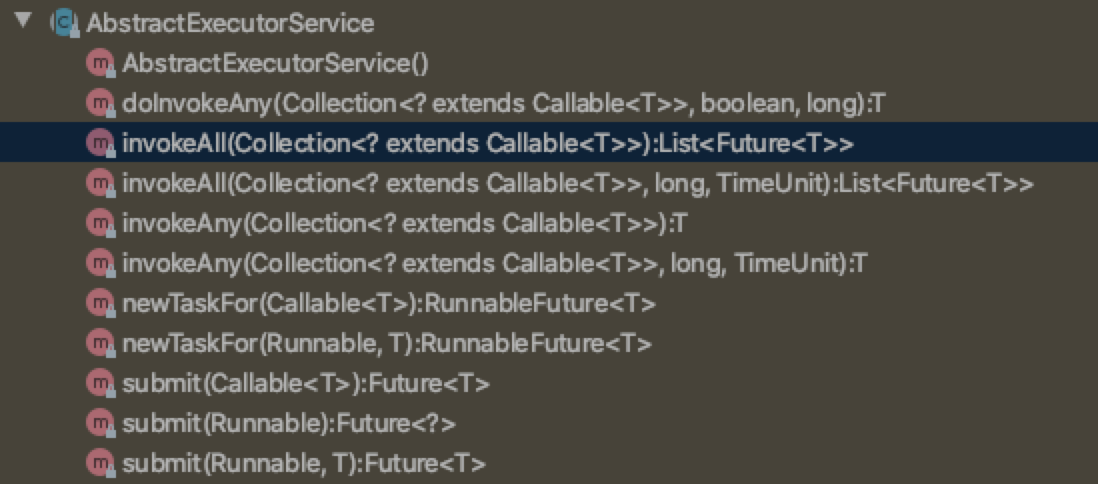 AbstractExecutorService
AbstractExecutorService()
doInvokeAny(Collection<? extends Callable<T>>, boolean, long):T
invokeAll(Collection<? extends Callable<T>>):List<Future<T>>
invokeAll(Collection<? extends Callable<T>>, long, TimeUnit):List<Future<T>>
invokeAny(Collection<? extends Callable<T>>):T
invokeAny(Collection<? extends Callable<T>>, long, TimeUnit):T
newTaskFor(Callable<T>):RunnableFuture<T>
newTaskFor(Runnable, T):RunnableFuture<T>
submit(Callable<T>):Future<T>
submit(Runnable):Future<?>
submit(Runnable, T):Future<T>